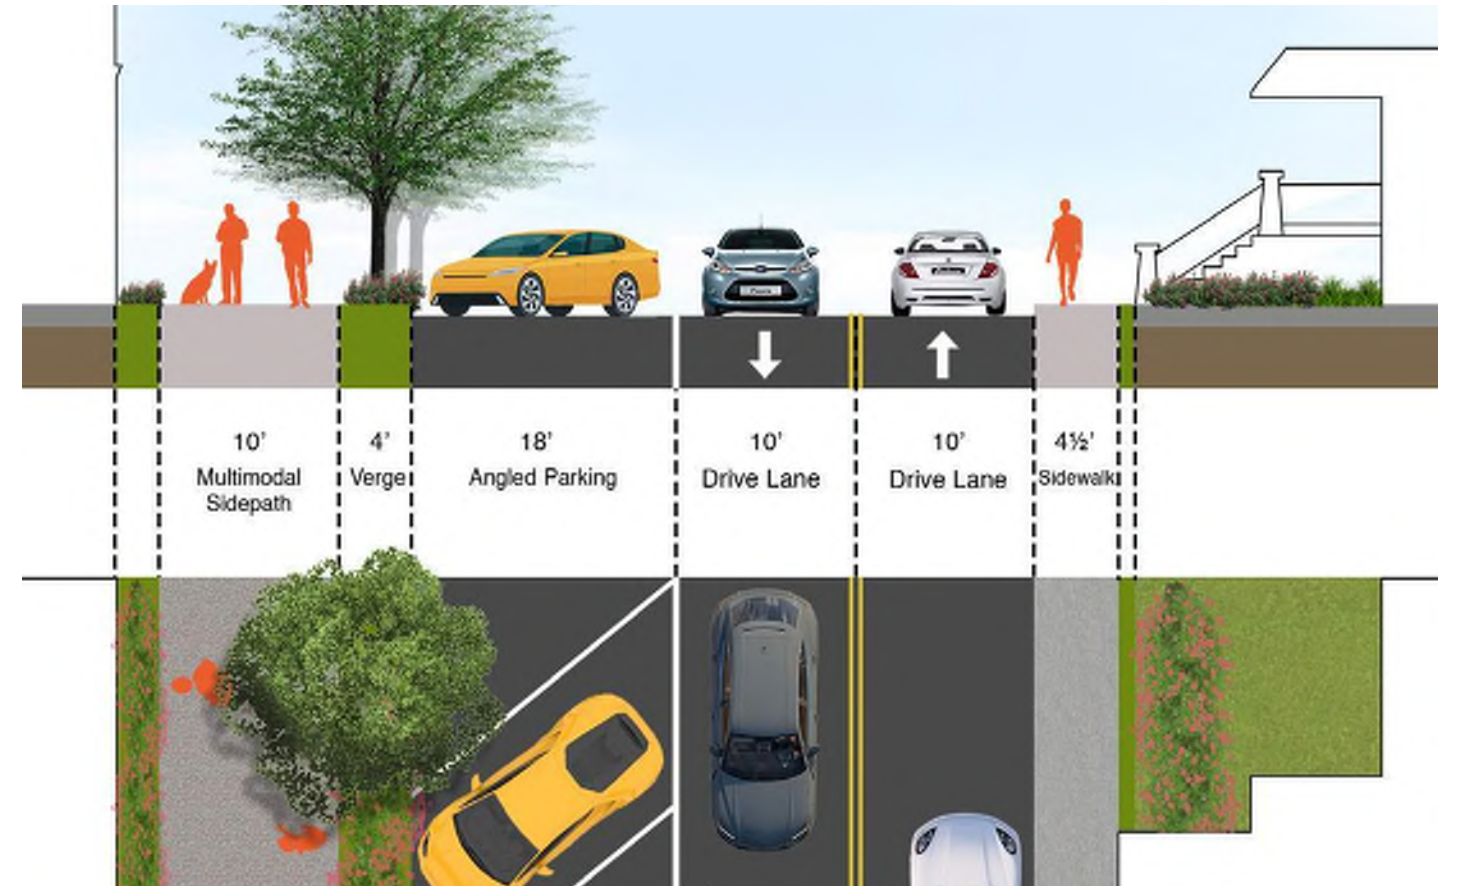 10'
Multimodal
Sidepath
4'
Verge
18'
Angled Parking
10'
Drive Lane
10'
Drive Lane
4½'
Sidewalk